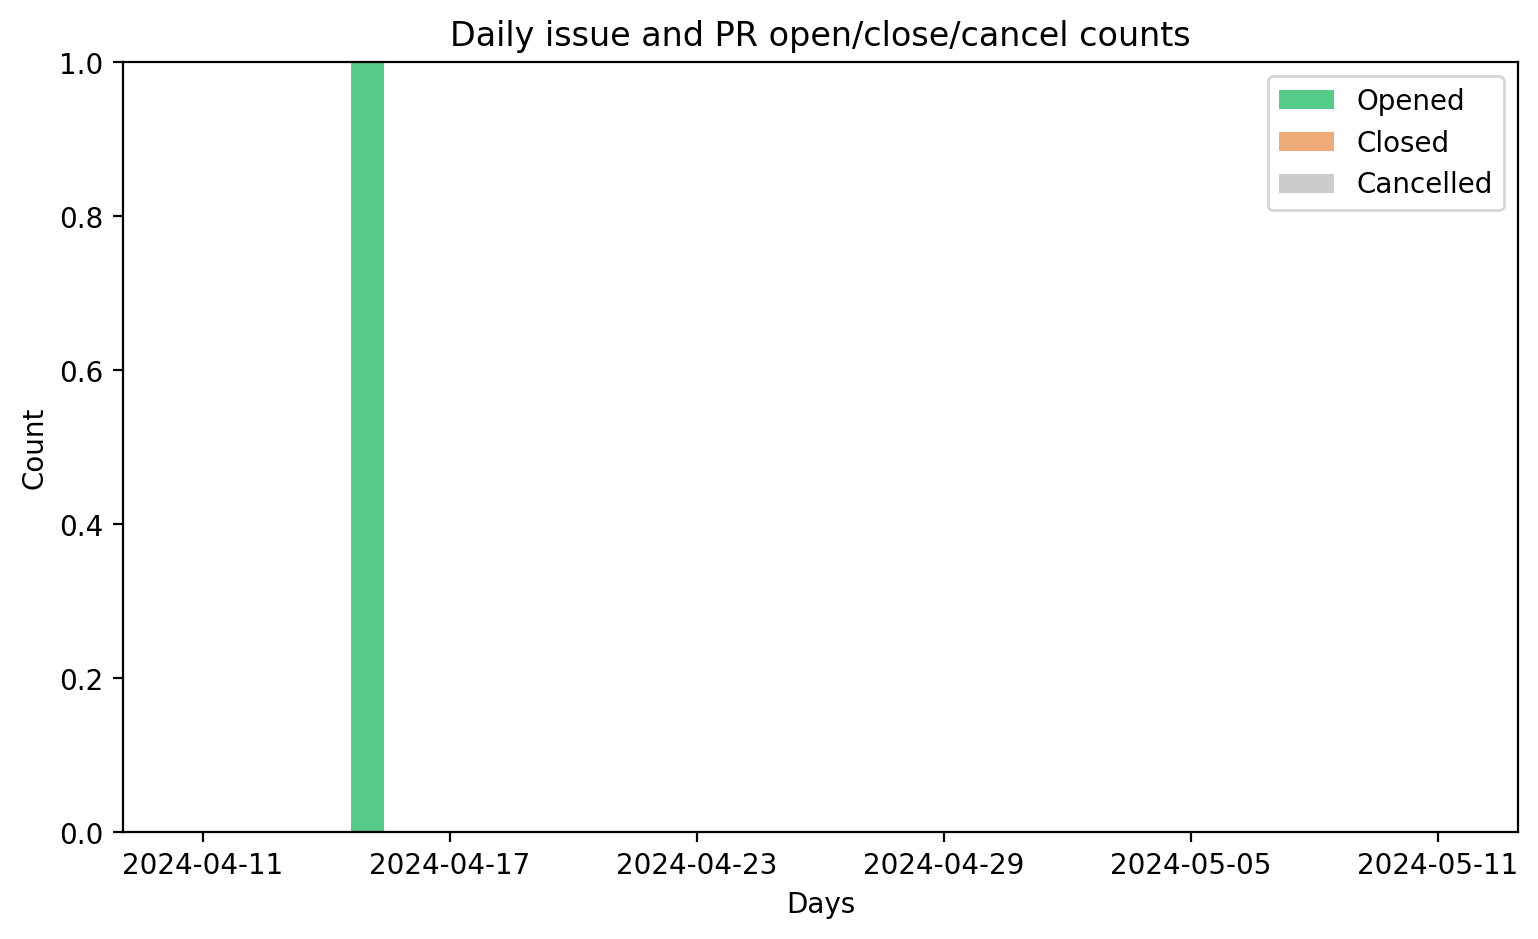 Daily issue and PR open/close/cancel counts
1.0
0.8
0.6
0.4
0.2
0.0
Count
Opened
Closed
Cancelled
2024-04-11 2024-04-17 2024-04-23 2024-04-29 2024-05-05 2024-05-11
Days